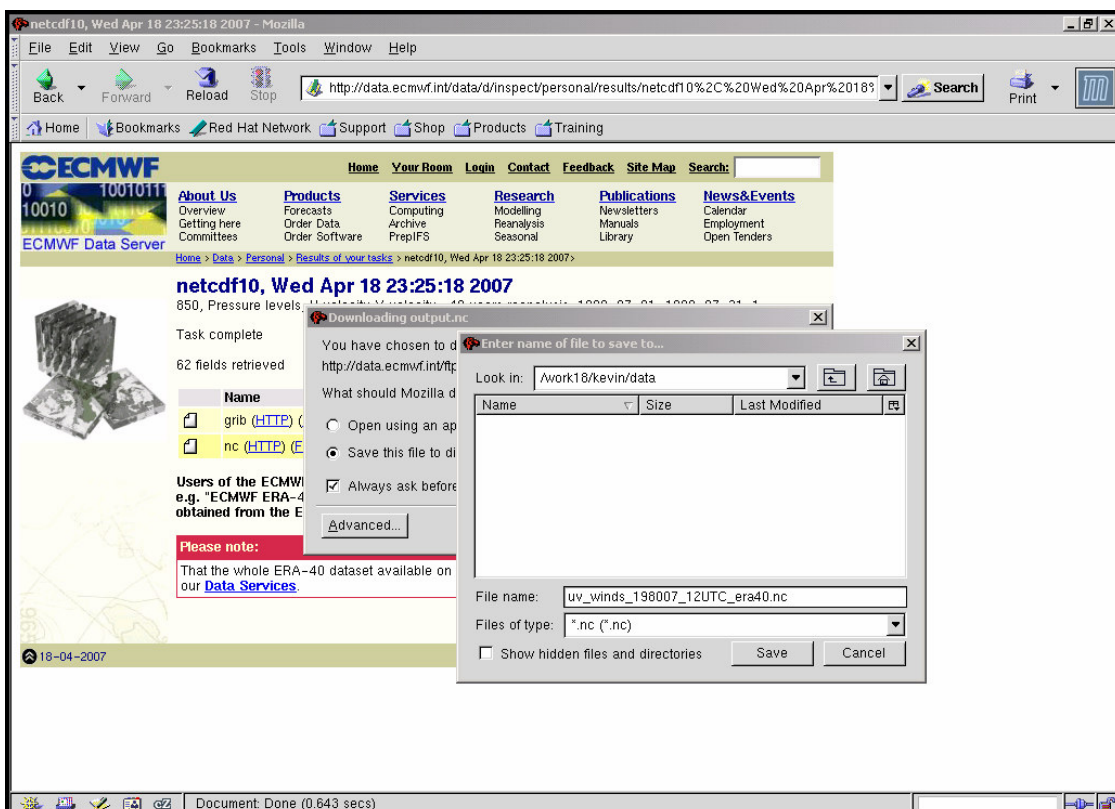 netcdf10, Wed Apr 18 23:25:18 2007 - Mozilla
File Edit View Go Bookmarks Tools Window Help
Back Forward Reload Stop http://data.ecmwf.int/data/d/inspect/personal/results/netcdf10%2C%20Wed%20Apr%2018% Search Print
Home Bookmarks Red Hat Network Support Shop Products Training
ECMWF
Home Your Room Login Contact Feedback Site Map Search:
About Us Products Services Research Publications News&Events
Overview Forecasts Computing Modelling Newsletters Calendar
Getting here Order Data Archive Reanalysis Manuals Employment
Committees Order Software PrepIFS Seasonal Library Open Tenders
ECMWF Data Server
Home > Data > Personal > Results of your tasks > netcdf10, Wed Apr 18 23:25:18 2007>
netcdf10, Wed Apr 18 23:25:18 2007
850, Pressure levels,
Task complete
62 fields retrieved
Name
grib (HTTP) (
nc (HTTP) (F
Users of the ECMW
e.g. "ECMWF ERA-4
obtained from the E
Please note:
That the whole ERA-40 dataset available on
our Data Services.
18-04-2007
Downloading output.nc
You have chosen to d
http://data.ecmwf.int/ftp
What should Mozilla d
Open using an ap
Save this file to di
Always ask before
Advanced...
Enter name of file to save to...
Look in: /work18/kevin/data
Name Size Last Modified
File name: uv_winds_198007_12UTC_era40.nc
Files of type: *.nc (*.nc)
Show hidden files and directories Save Cancel
Document: Done (0.643 secs)